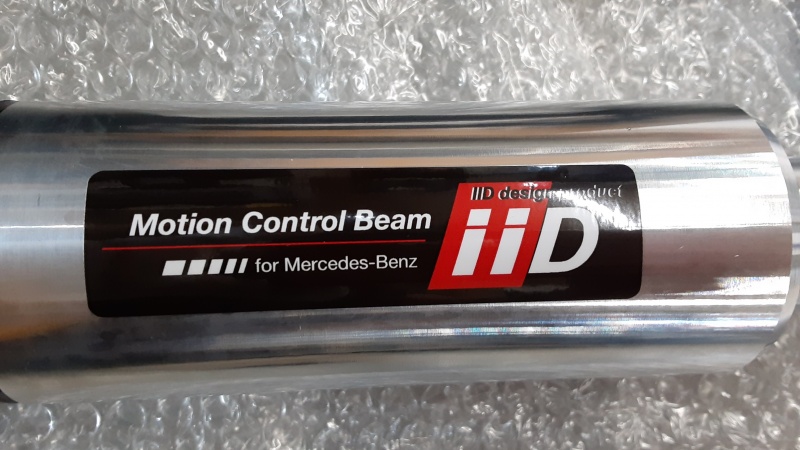 IID design product
Motion Control Beam
iiD
for Mercedes-Benz